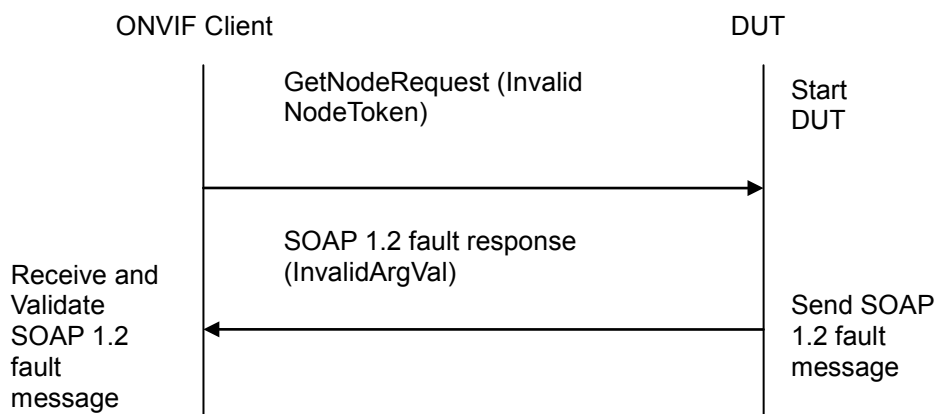 ONVIF Client
DUT
GetNodeRequest (Invalid
NodeToken)
Start
DUT
SOAP 1.2 fault response
(InvalidArgVal)
Receive and
Validate
SOAP 1.2
fault
message
Send SOAP
1.2 fault
message